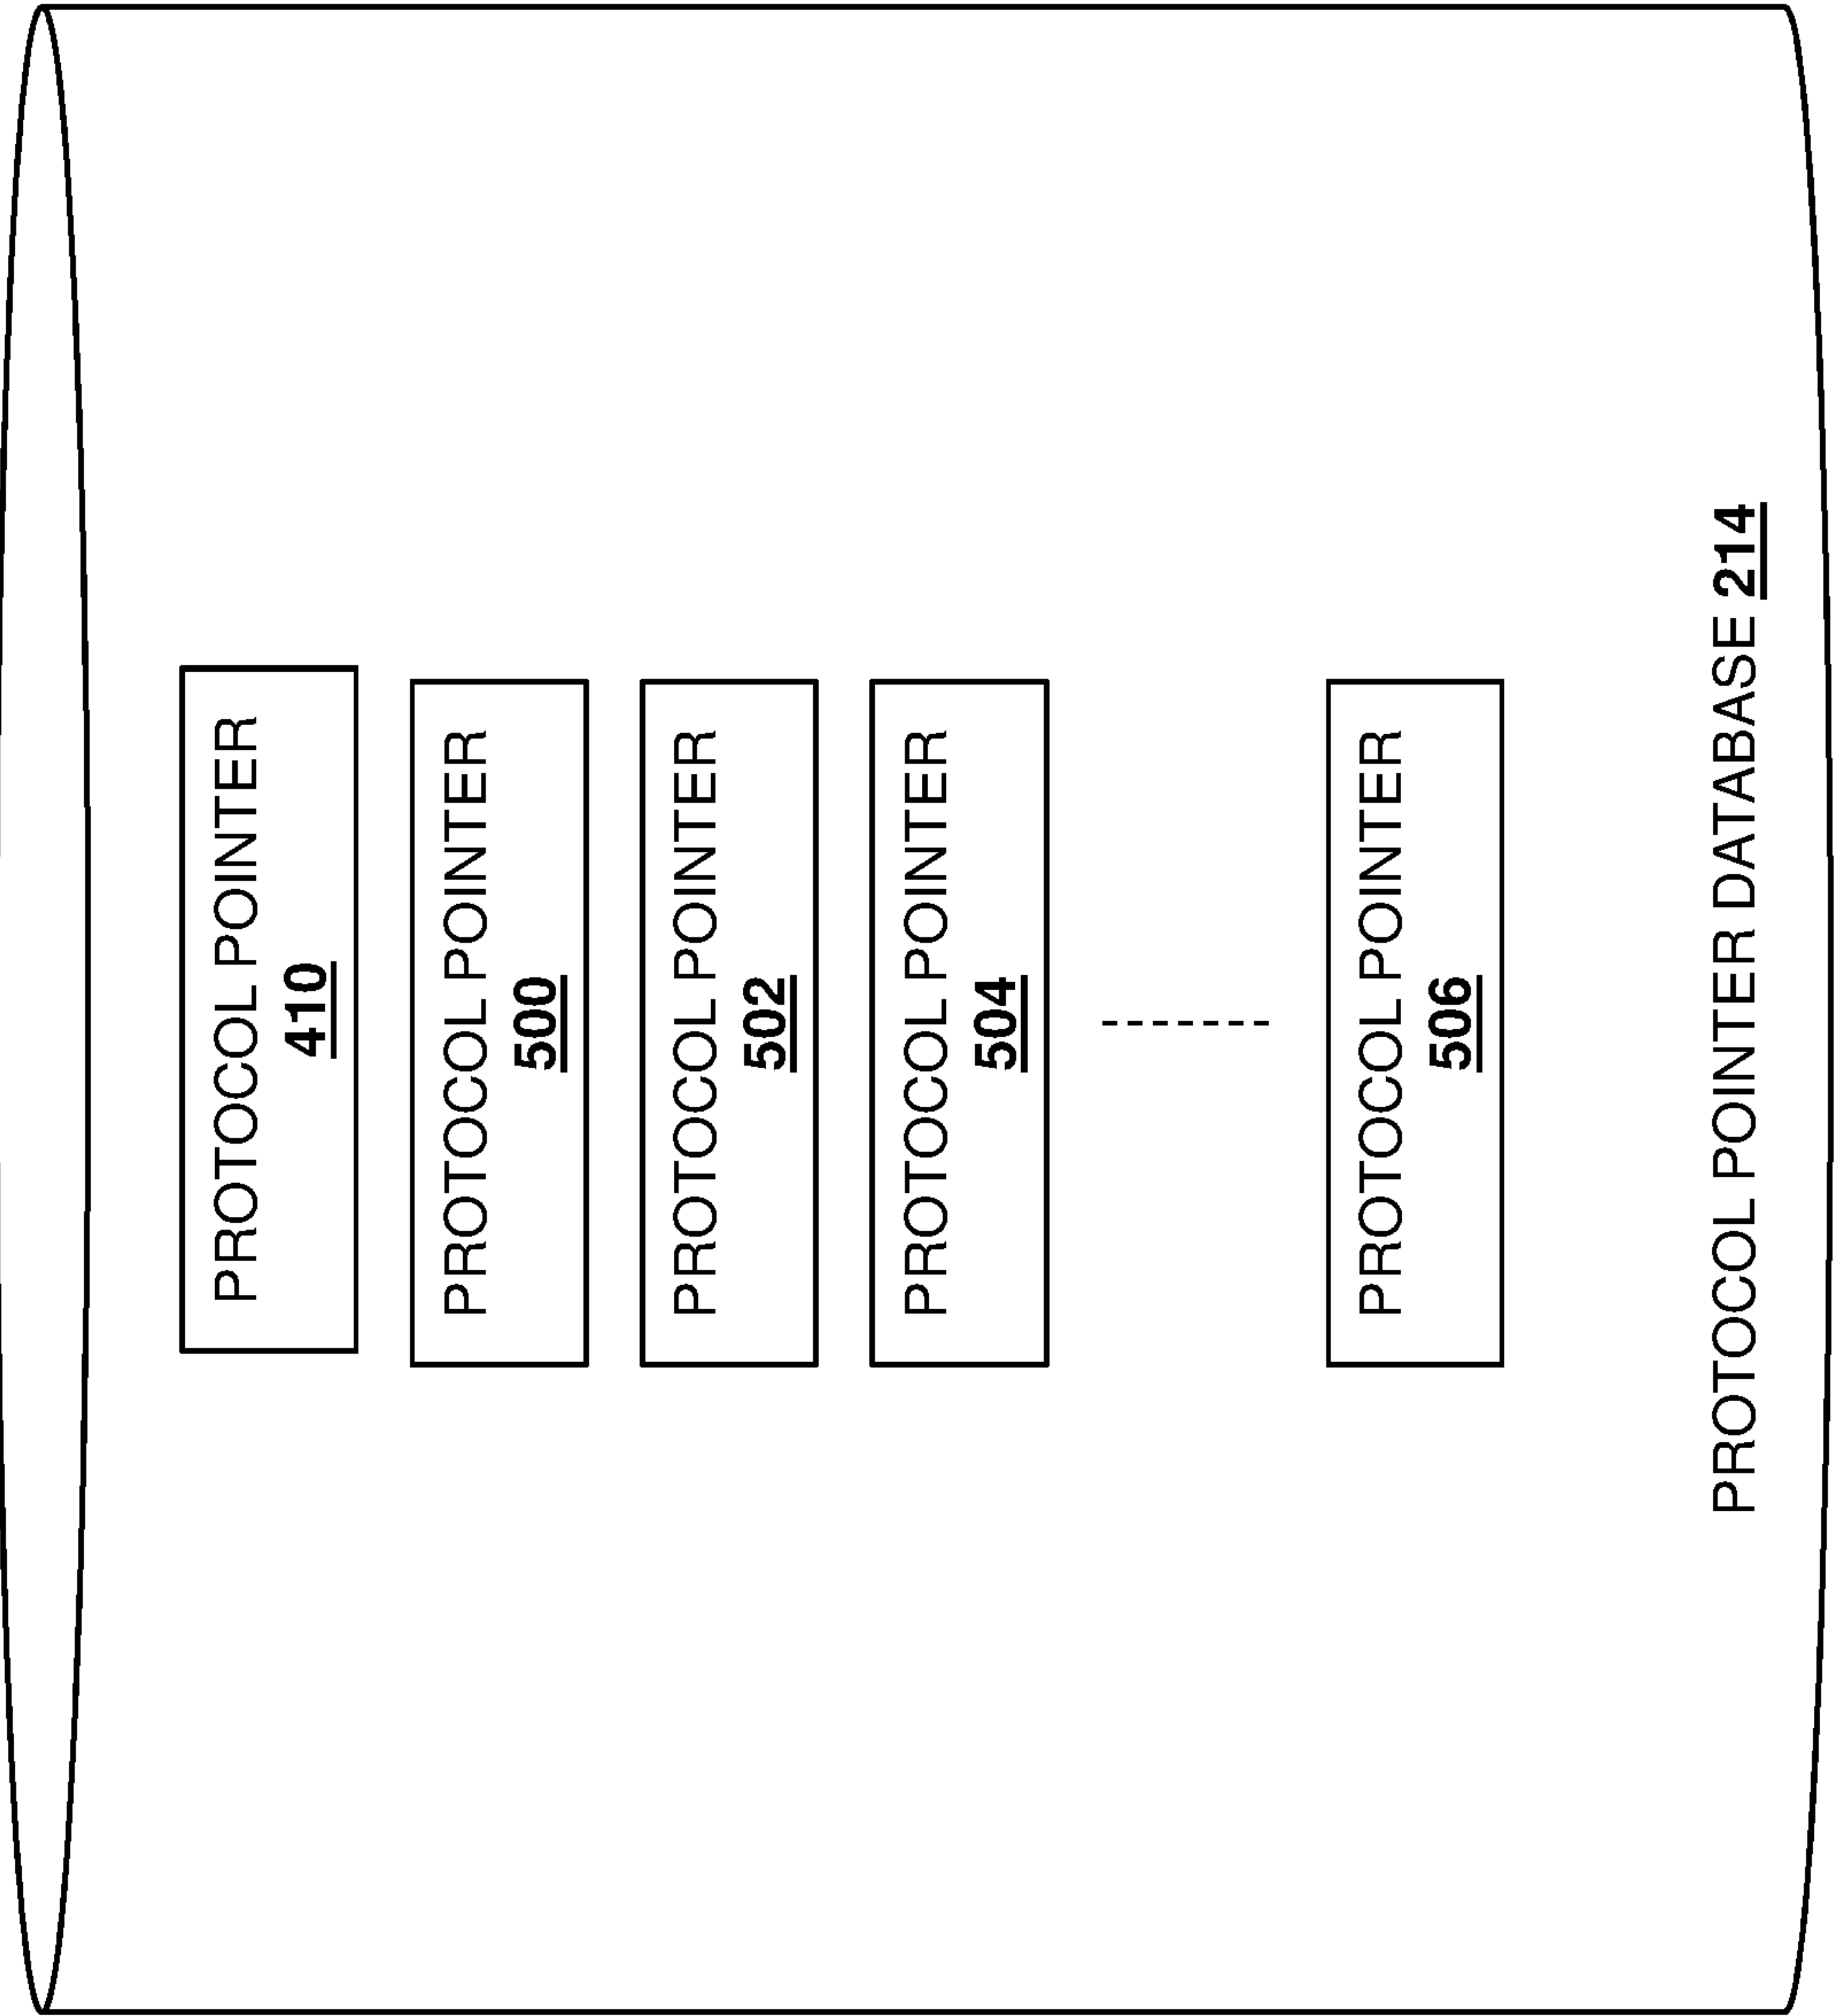 PROTOCOL POINTER
410
PROTOCOL POINTER
500
PROTOCOL POINTER
502
PROTOCOL POINTER
504
PROTOCOL POINTER
506
PROTOCOL POINTER DATABASE 214